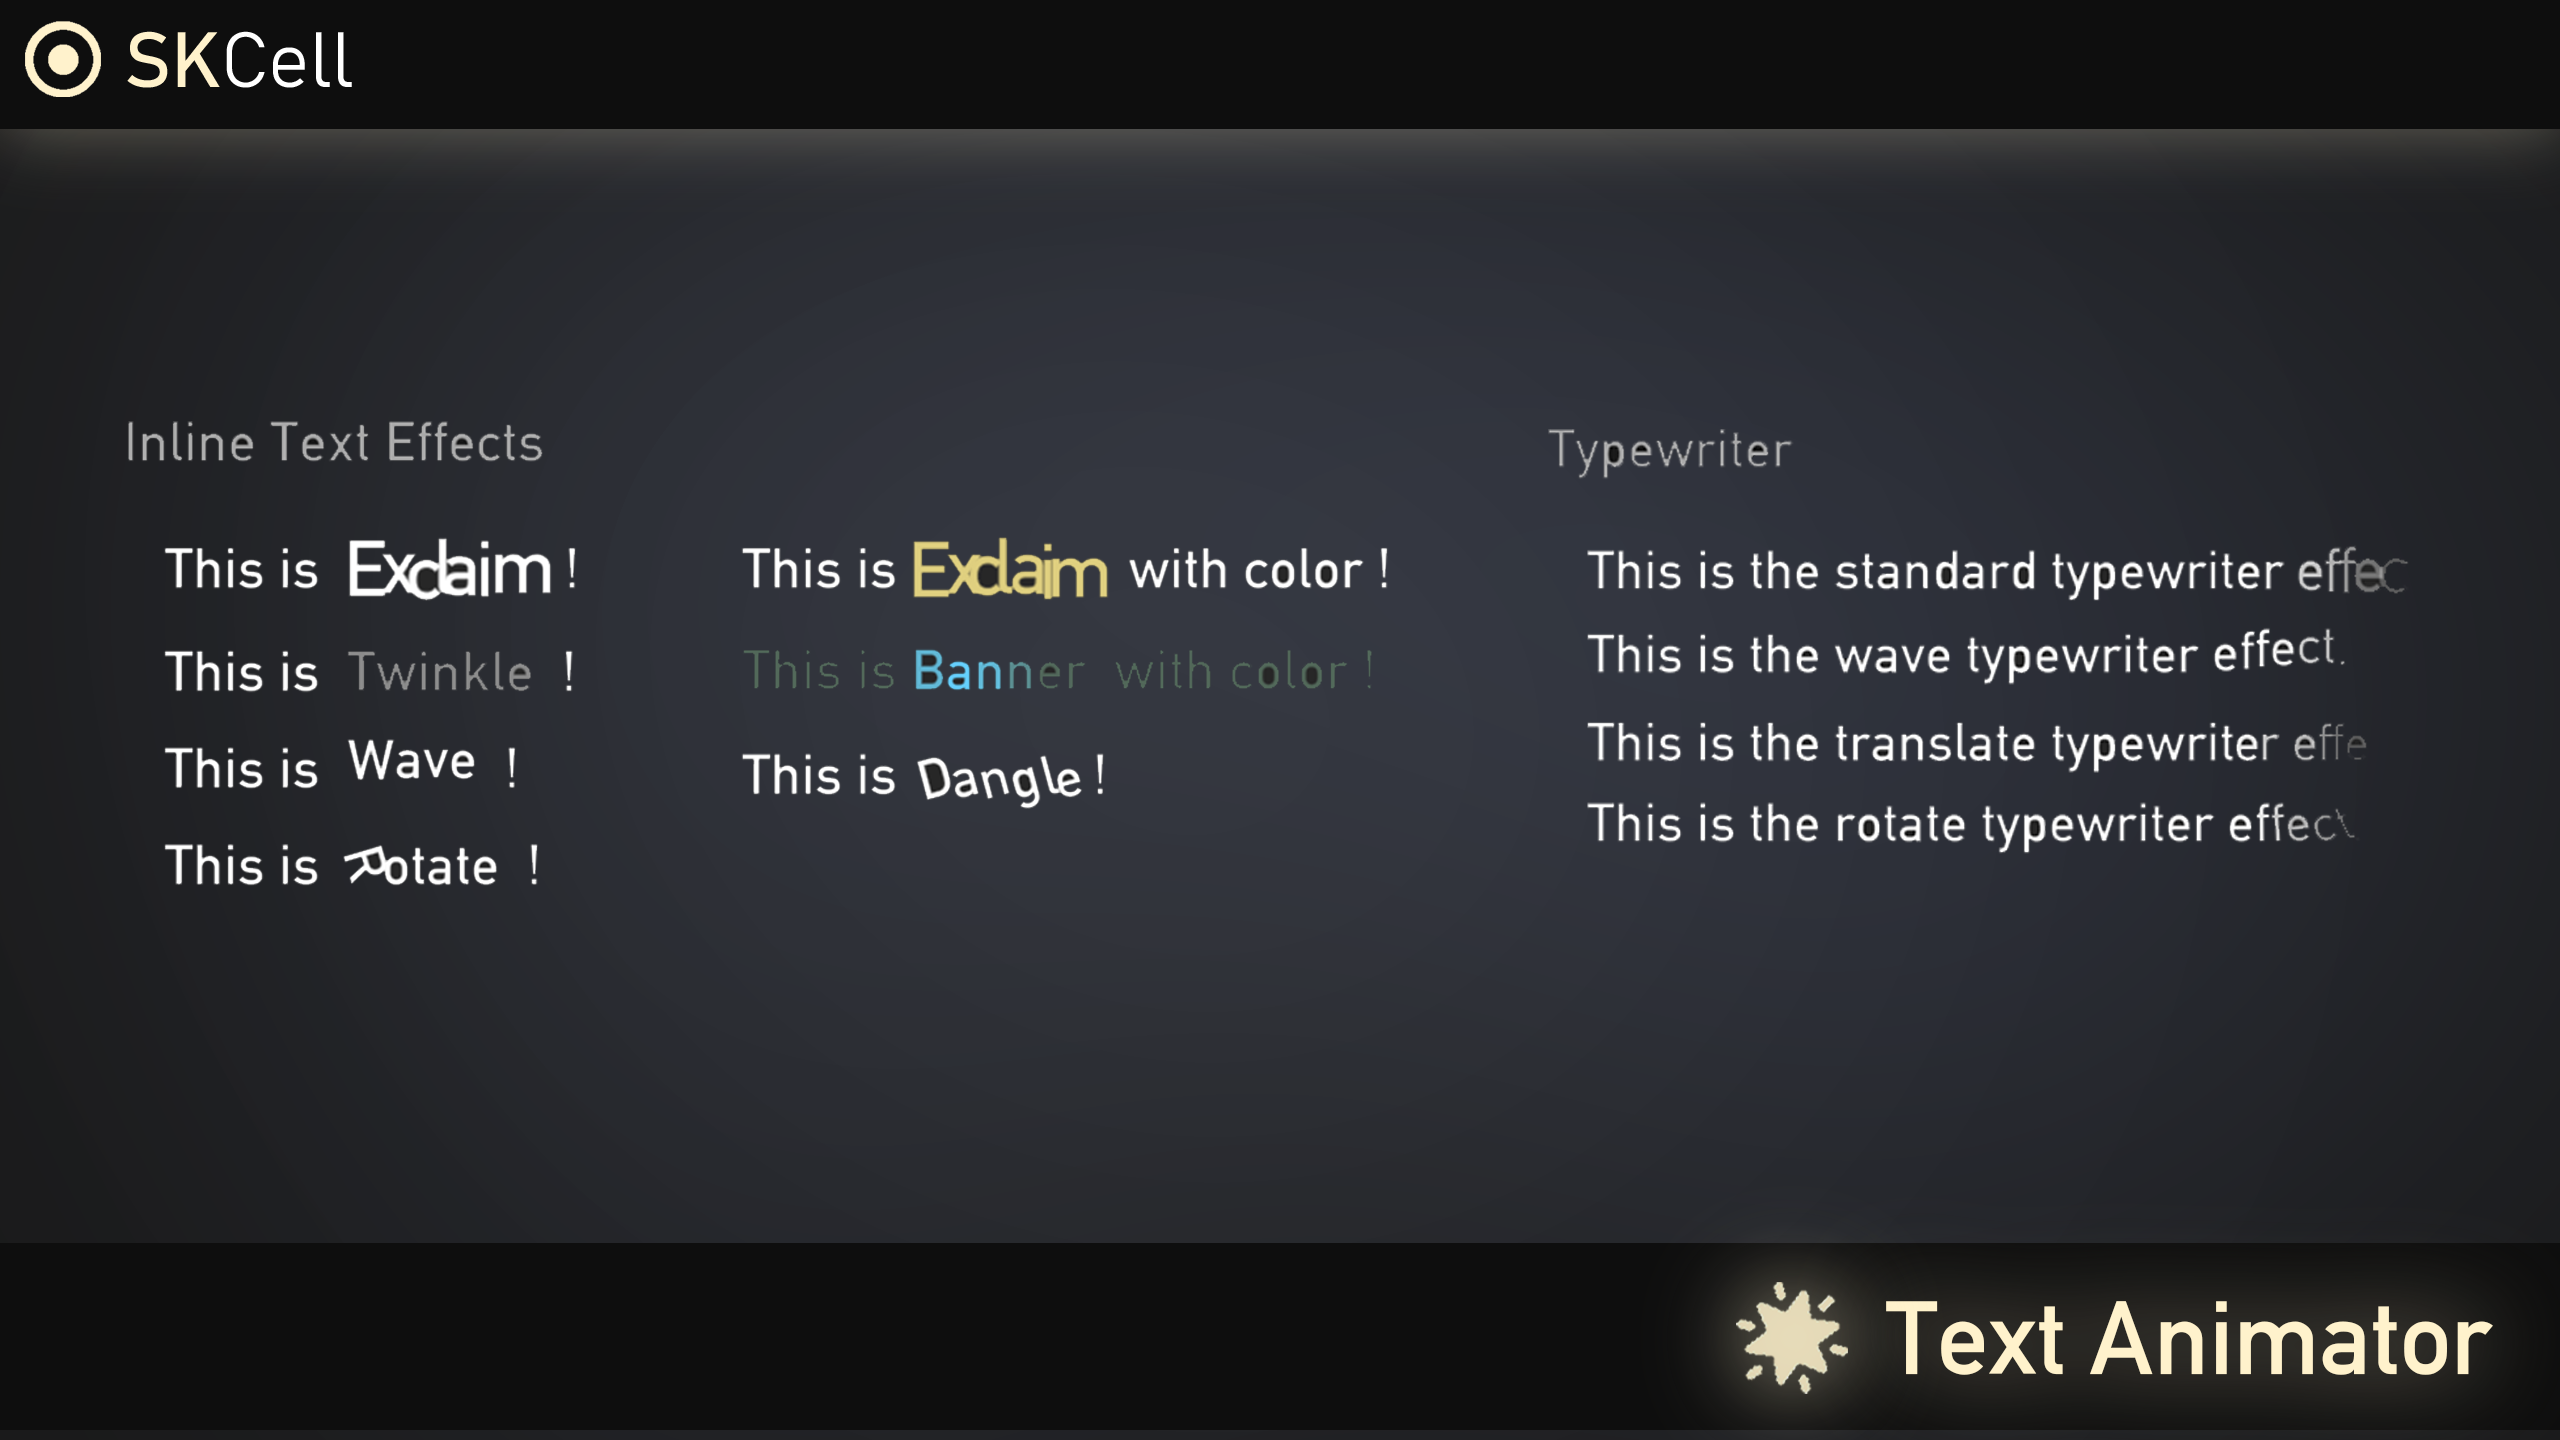 SKCell
Inline Text Effects
This is Exclaim !
This is Twinkle !
This is Wave !
This is Rotate !
This is Exclaim with color !
This is Banner with color !
This is Dangle !
Typewriter
This is the standard typewriter effec
This is the wave typewriter effect.
This is the translate typewriter effe
This is the rotate typewriter effect
Text Animator